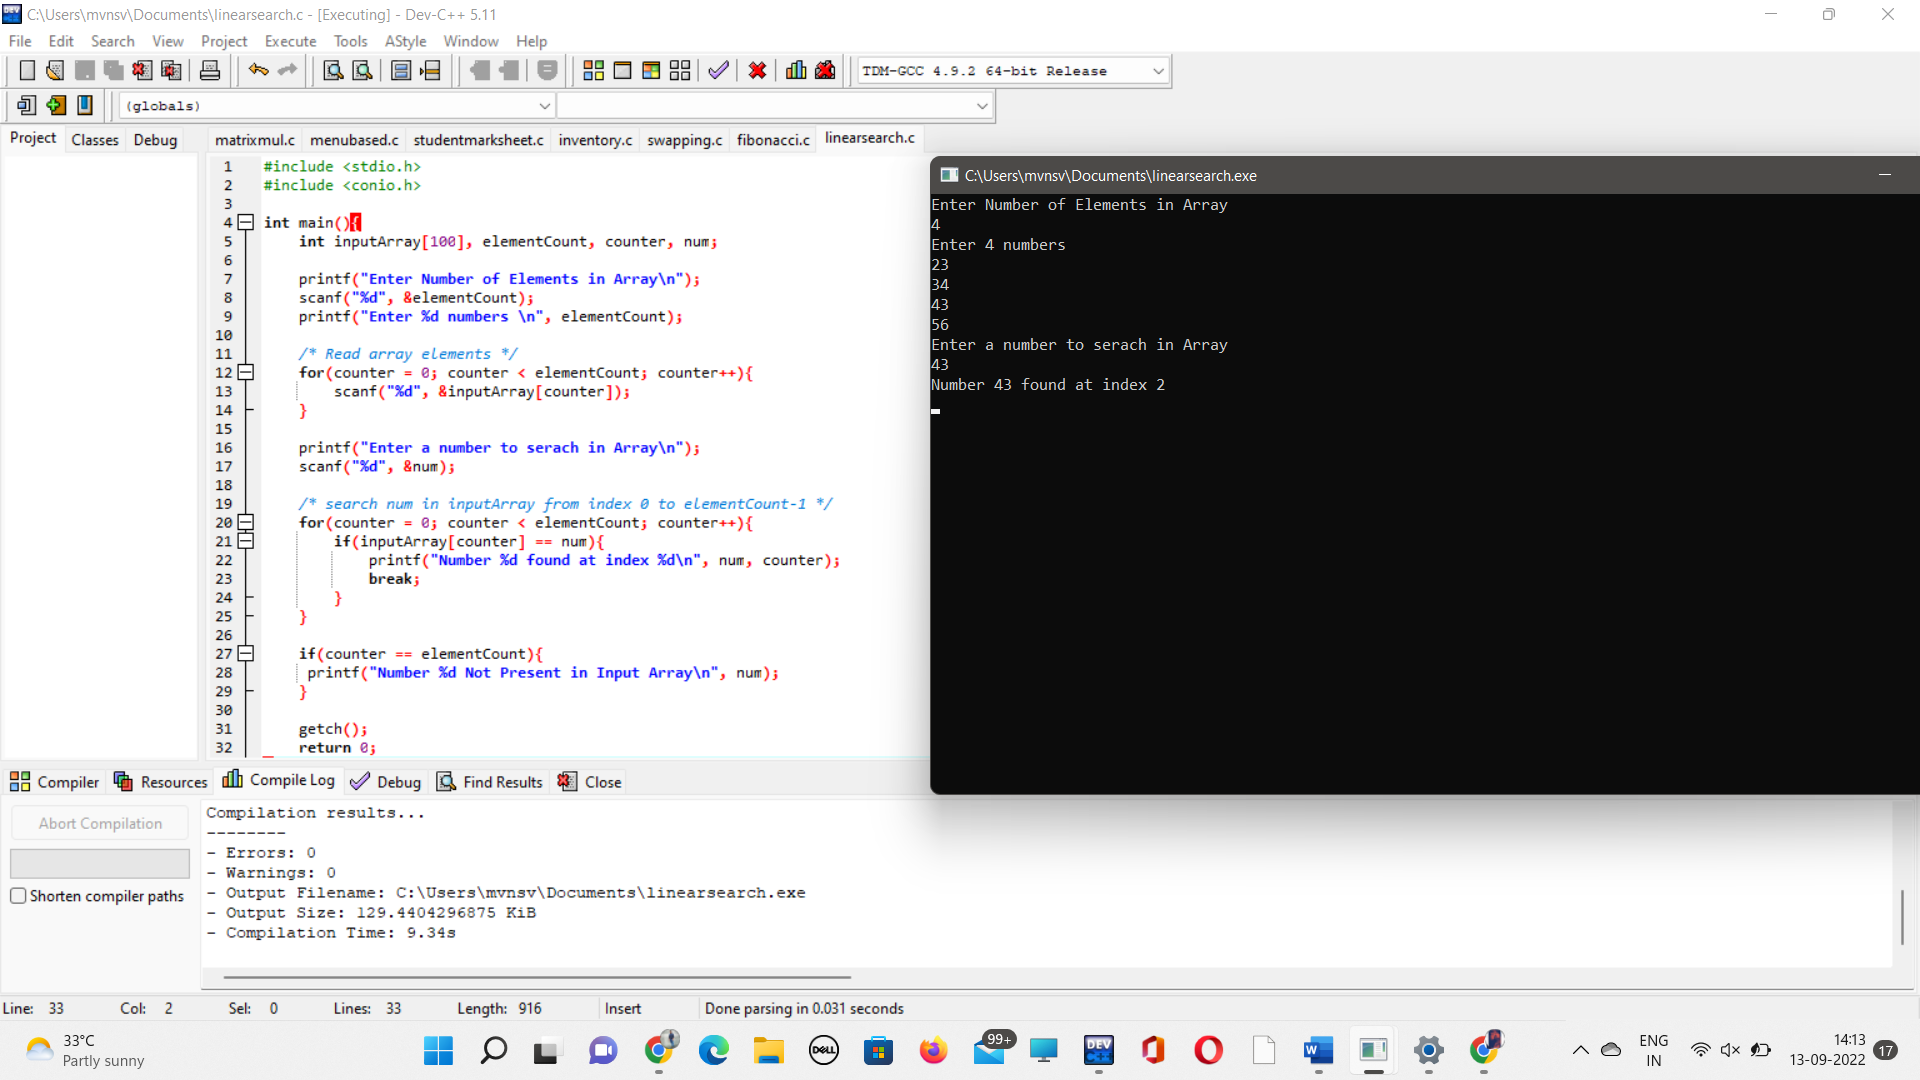 C:\Users\mvnsv\Documents\linearsearch.c - [Executing] - Dev-C++ 5.11
File Edit Search View Project Execute Tools AStyle Window Help
TDM-GCC 4.9.2 64-bit Release
(globals)
Project Classes Debug
matrixmul.c menubased.c studentmarksheet.c inventory.c swapping.c fibonacci.c linearsearch.c
1 #include <stdio.h>
2 #include <conio.h>
3
4 int main(){
5 int inputArray[100], elementCount, counter, num;
6
7 printf("Enter Number of Elements in Array\n");
8 scanf("%d", &elementCount);
9 printf("Enter %d numbers \n", elementCount);
10
11 /* Read array elements */
12 for(counter = 0; counter < elementCount; counter++){
13 scanf("%d", &inputArray[counter]);
14 }
15
16 printf("Enter a number to serach in Array\n");
17 scanf("%d", &num);
18
19 /* search num in inputArray from index 0 to elementCount-1 */
20 for(counter = 0; counter < elementCount; counter++){
21 if(inputArray[counter] == num){
22 printf("Number %d found at index %d\n", num, counter);
23 break;
24 }
25 }
26
27 if(counter == elementCount){
28 printf("Number %d Not Present in Input Array\n", num);
29 }
30
31 getch();
32 return 0;
C:\Users\mvnsv\Documents\linearsearch.exe
Enter Number of Elements in Array
4
Enter 4 numbers
23
34
43
56
Enter a number to serach in Array
43
Number 43 found at index 2
Compiler Resources Compile Log Debug Find Results Close
Abort Compilation
Shorten compiler paths
Compilation results...
--------
- Errors: 0
- Warnings: 0
- Output Filename: C:\Users\mvnsv\Documents\linearsearch.exe
- Output Size: 129.4404296875 KiB
- Compilation Time: 9.34s
Line: 33 Col: 2 Sel: 0 Lines: 33 Length: 916 Insert Done parsing in 0.031 seconds
33°C
Partly sunny
DELL
99+
DEV
C++
W
ENG
IN
14:13
13-09-2022
17